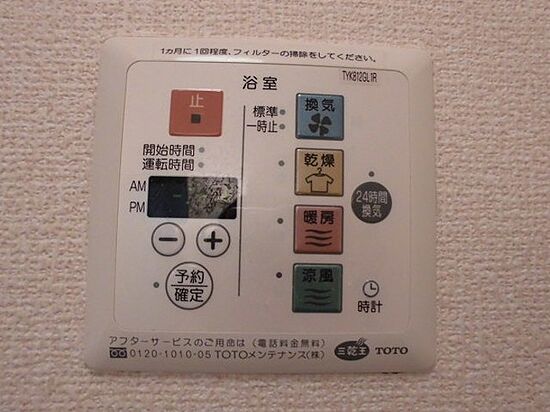 1ヵ月に1回程度、フィルターの掃除をしてください。
TYK812GL1R
浴室
止
換気
標準
一時止
開始時間
運転時間
乾燥
AM
PM
24時間
換気
暖房
予約
確定
涼風
時計
アフターサービスのご用命は(電話料金無料)
0120-1010-05 TOTOメンテナンス(株)
三乾王
TOTO